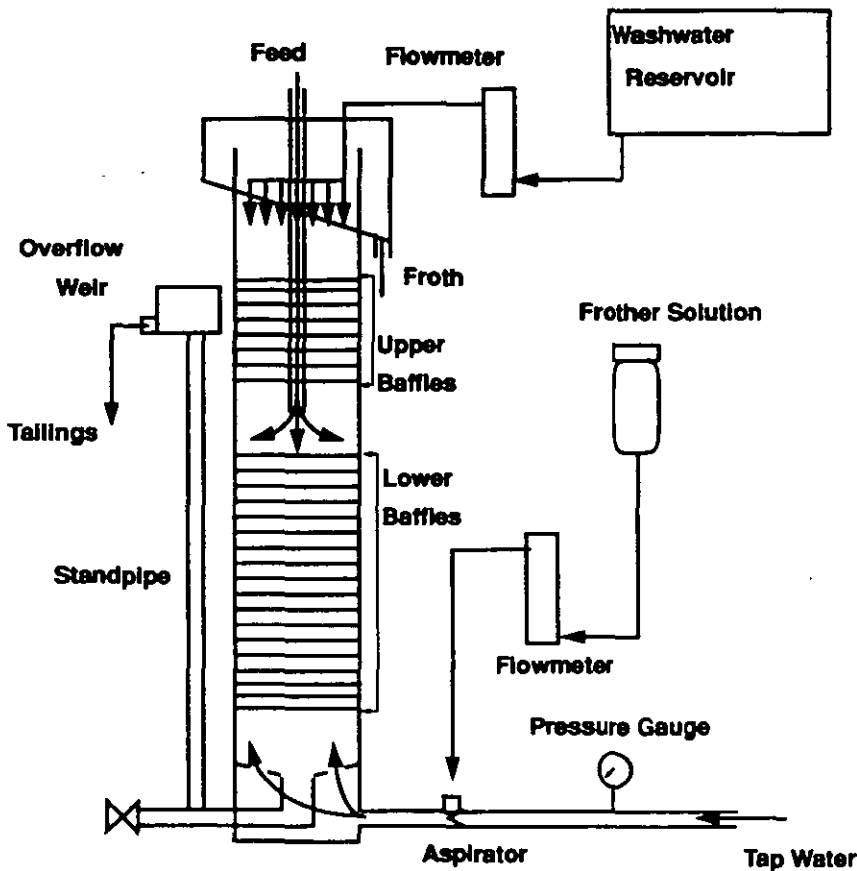 Feed
Flowmeter
Washwater
Reservoir
Overflow
Weir
Froth
Frother Solution
Upper
Baffles
Tailings
Lower
Baffles
Standpipe
Flowmeter
Pressure Gauge
Aspirator
Tap Water